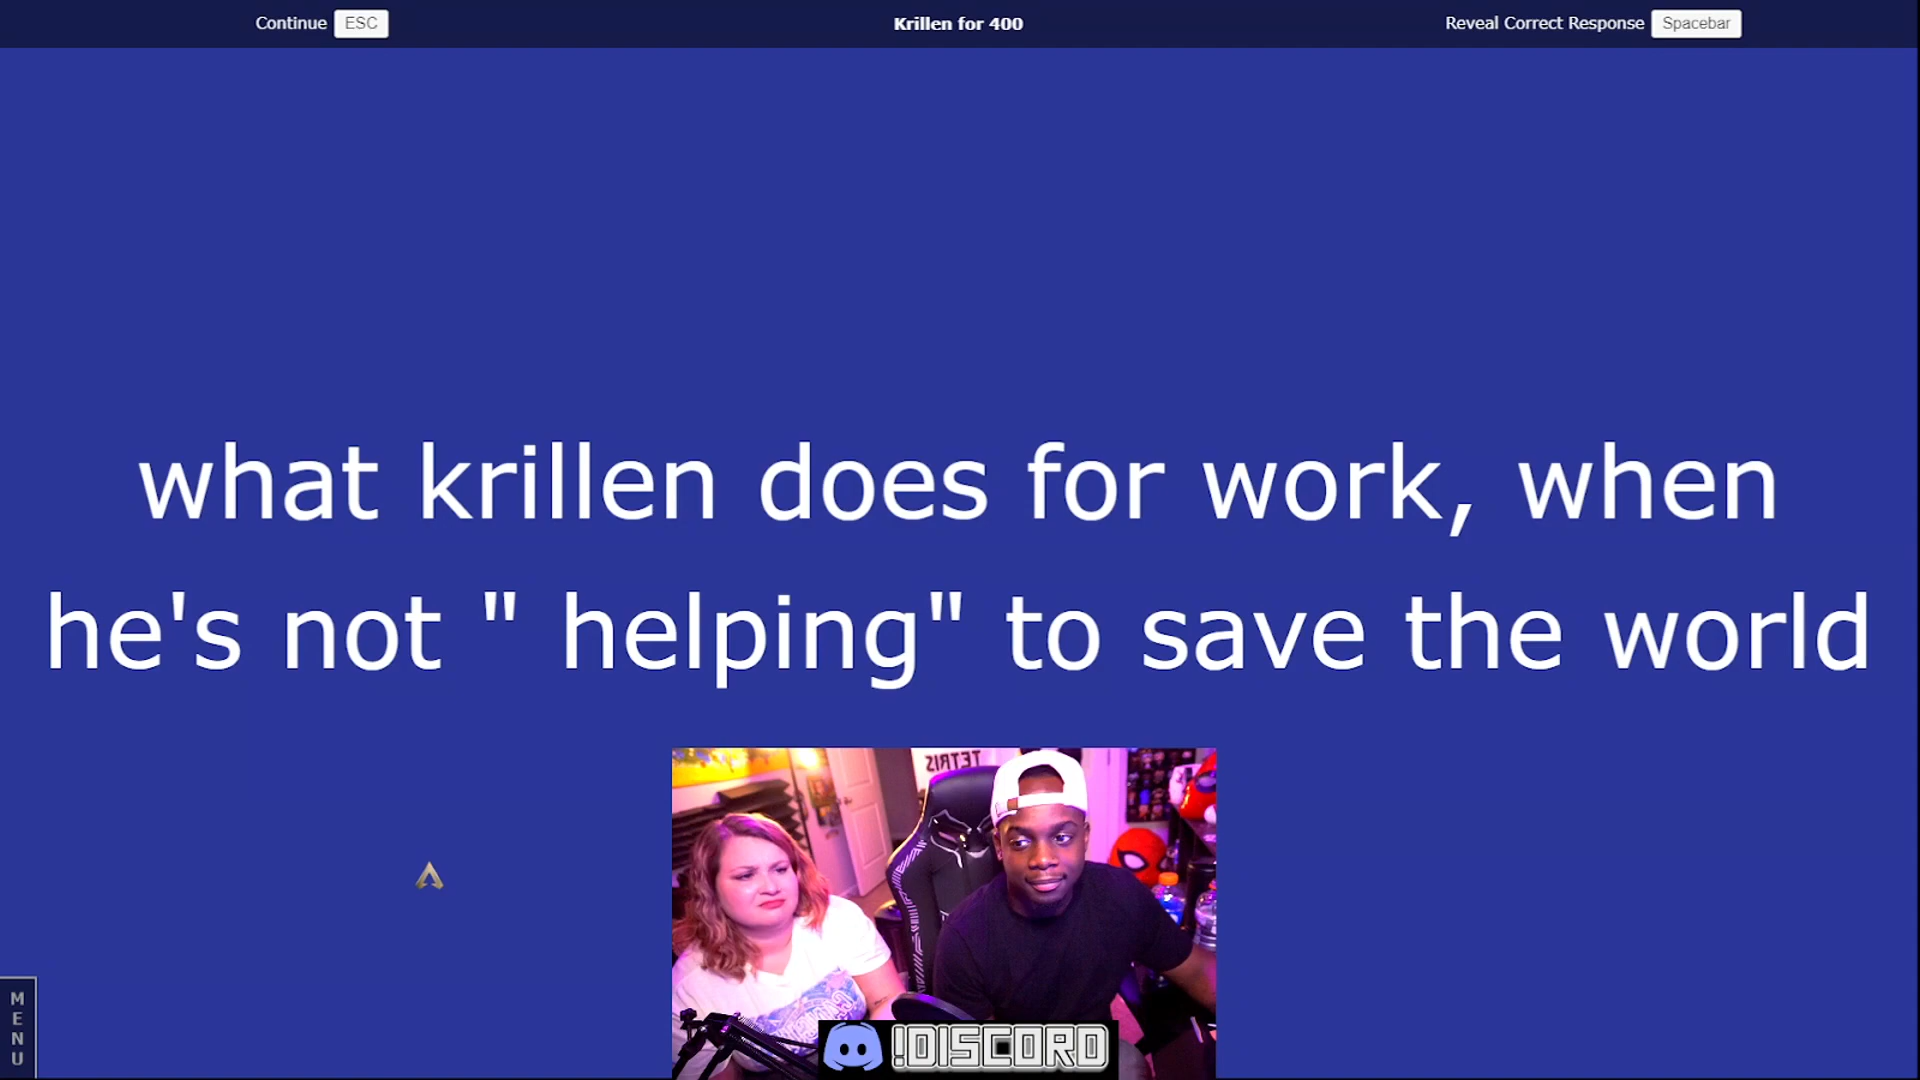 Continue ESC
Krillen for 400
Reveal Correct Response Spacebar
what krillen does for work, when
he's not " helping" to save the world
TETRIS
MENU
!DISCORD